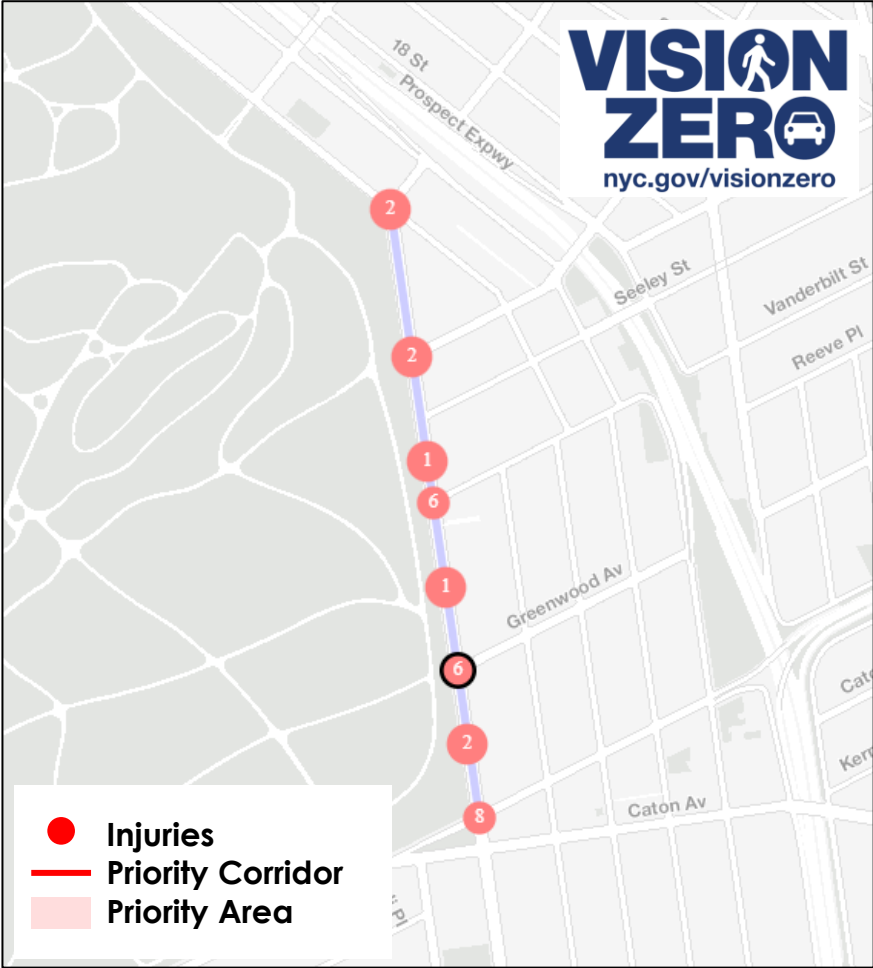 VISION
ZERO
nyc.gov/visionzero
18 St
Prospect Expwy
2
Seeley St
Vanderbilt St
Reeve Pl
2
1
6
1
Greenwood Av
6
2
8
Caton Av
Injuries
Priority Corridor
Priority Area